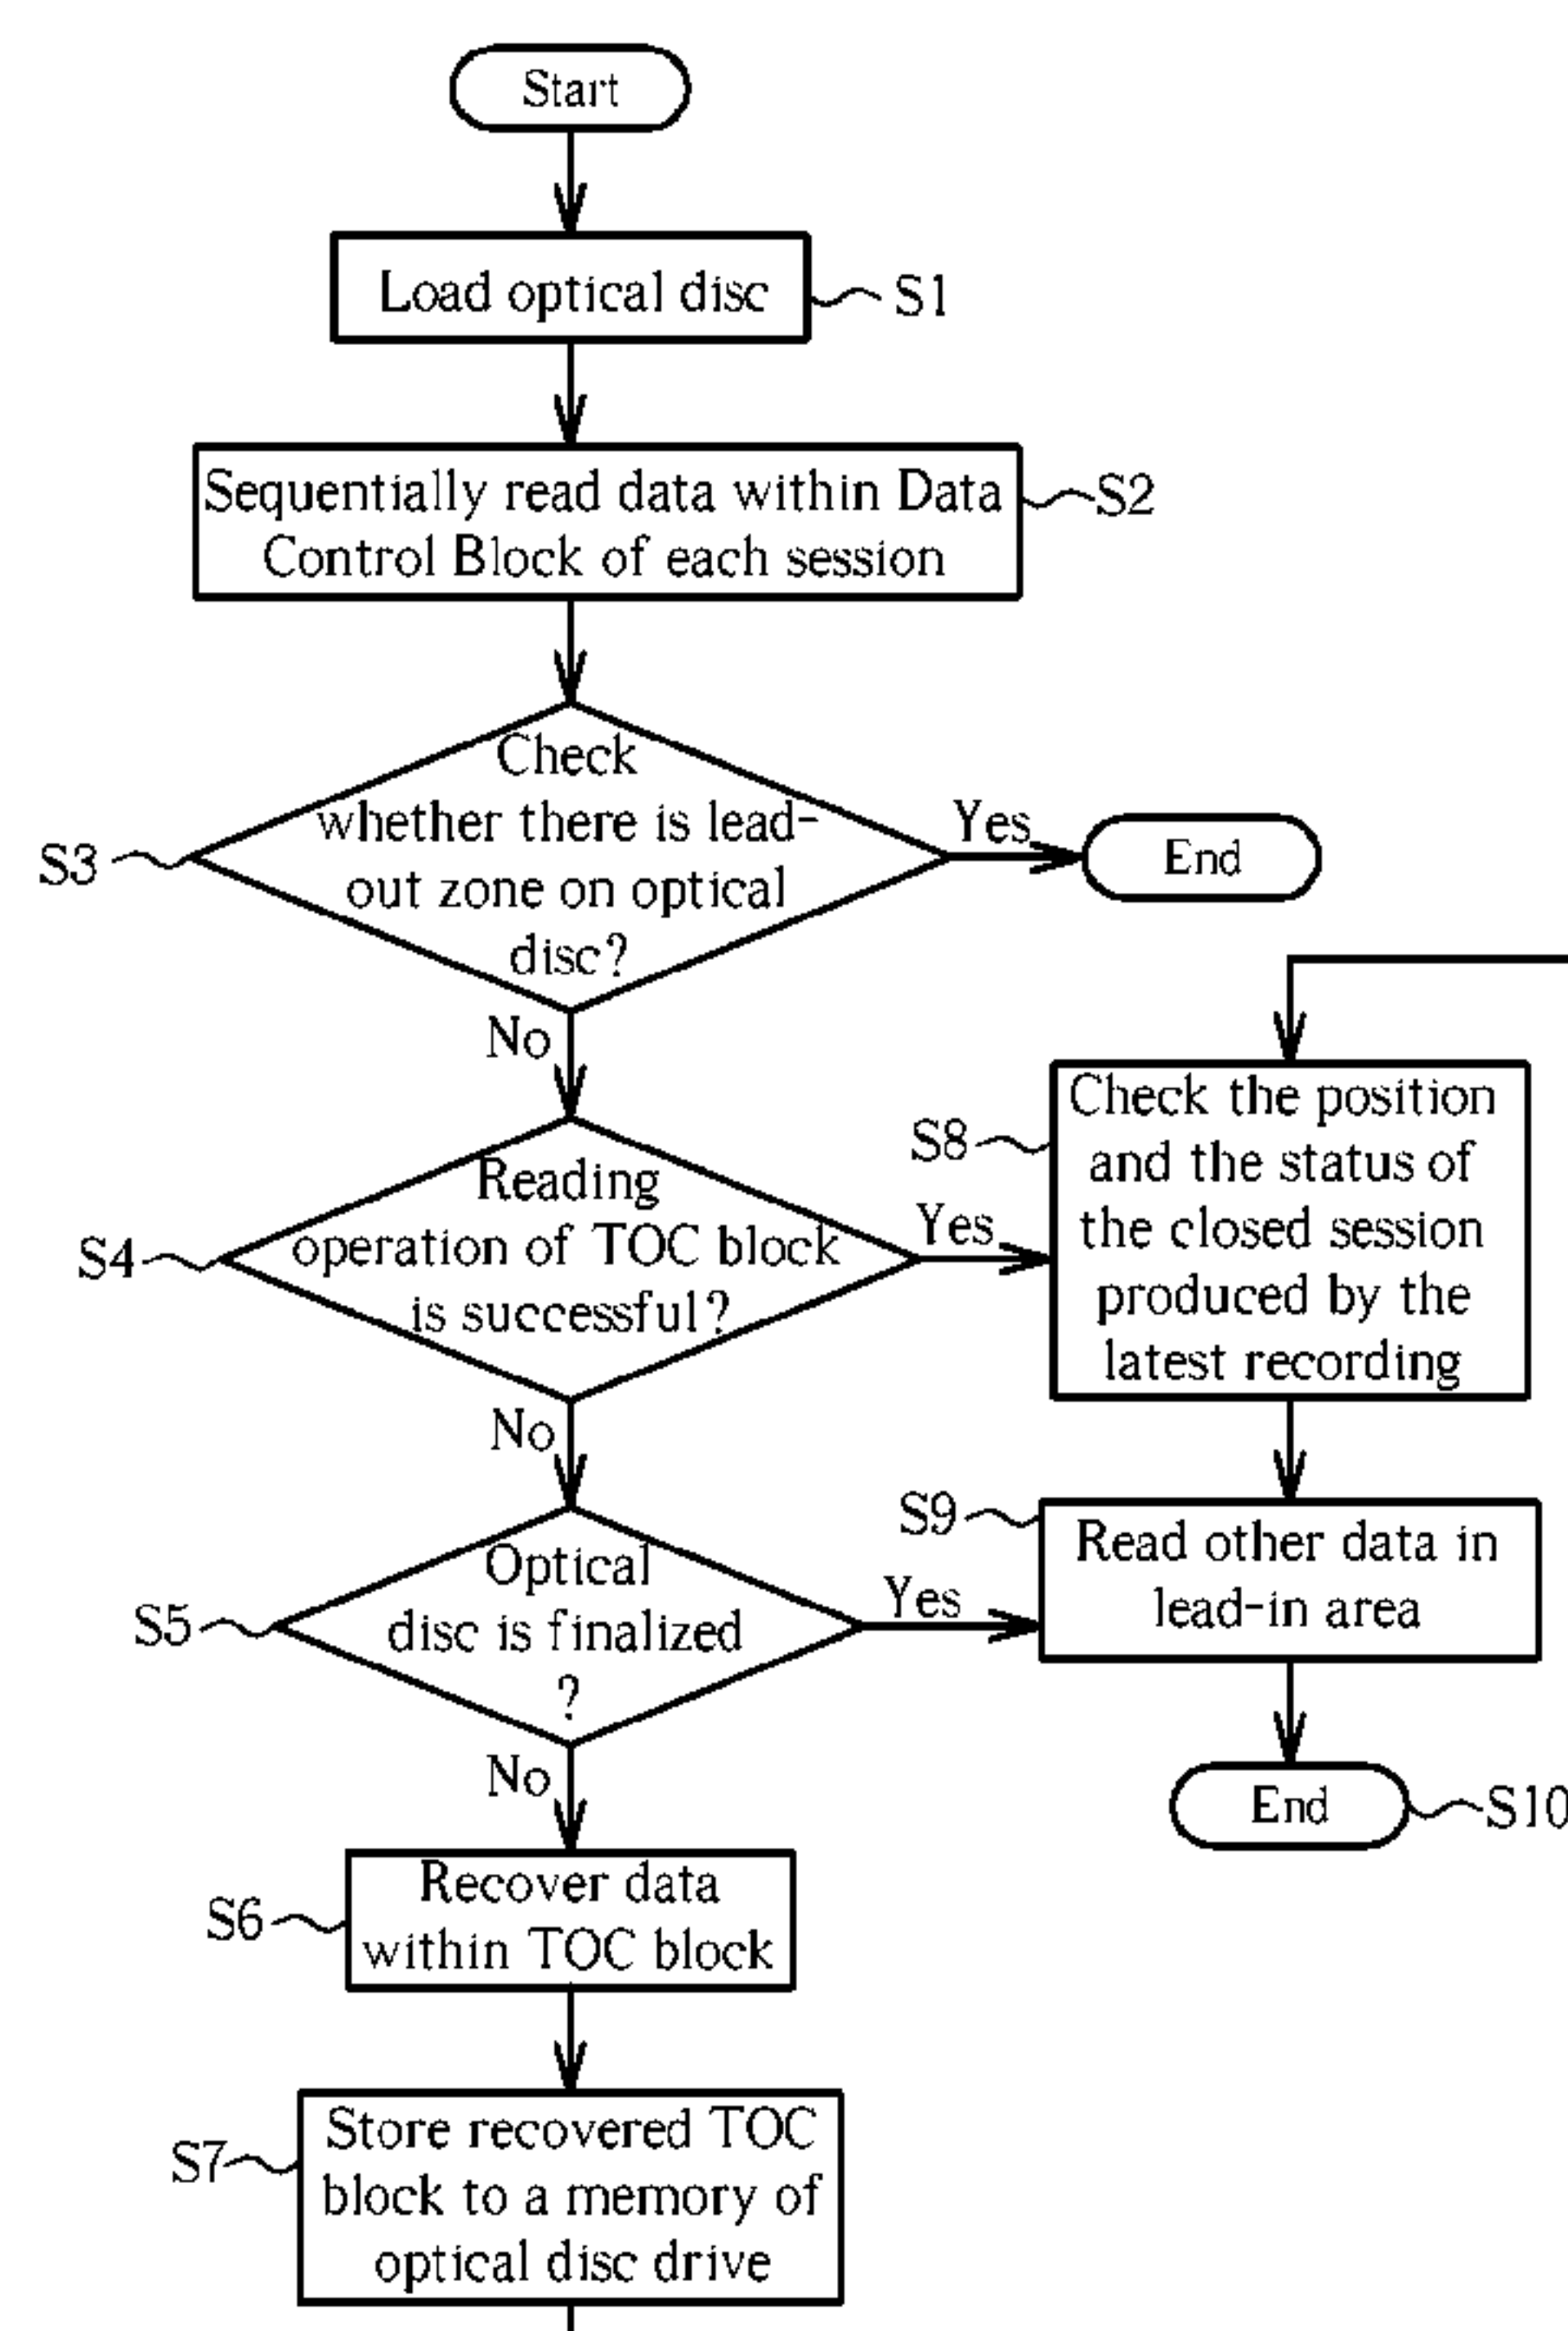 Start
Load optical disc
S1
Sequentially read data within Data
Control Block of each session
S2
Check
whether there is lead-
out zone on optical
disc?
S3
Yes
End
No
Reading
operation of TOC block
is successful?
S4
Yes
No
Check the position
and the status of
the closed session
produced by the
latest recording
S8
Optical
disc is finalized
?
S5
Yes
No
Read other data in
lead-in area
S9
End
S10
Recover data
within TOC block
S6
Store recovered TOC
block to a memory of
optical disc drive
S7